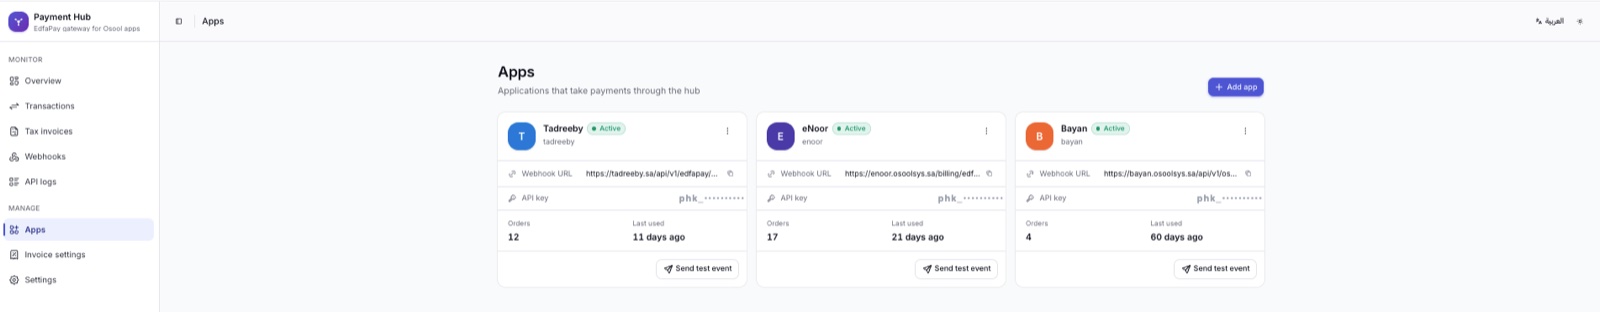 Payment Hub
EdfaPay gateway for Osool apps
Apps
العربية
MONITOR
Overview
Transactions
Tax invoices
Webhooks
API logs
MANAGE
Apps
Invoice settings
Settings
Apps
Applications that take payments through the hub
+ Add app
T
Tadreeby
Active
tadreeby
Webhook URL https://tadreeby.sa/api/v1/edfapay/...
API key phk_••••••••••
Orders Last used
12 11 days ago
Send test event
E
eNoor
Active
enoor
Webhook URL https://enoor.osoolsys.sa/billing/edf...
API key phk_••••••••••
Orders Last used
17 21 days ago
Send test event
B
Bayan
Active
bayan
Webhook URL https://bayan.osoolsys.sa/api/v1/os...
API key phk_••••••••••
Orders Last used
4 60 days ago
Send test event